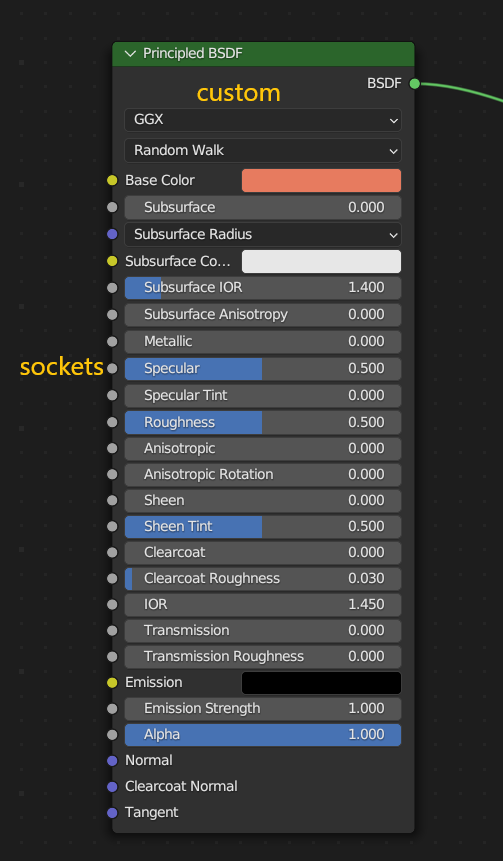 Principled BSDF
BSDF
custom
GGX
Random Walk
Base Color
Subsurface 0.000
Subsurface Radius
Subsurface Co...
Subsurface IOR 1.400
Subsurface Anisotropy 0.000
Metallic 0.000
sockets
Specular 0.500
Specular Tint 0.000
Roughness 0.500
Anisotropic 0.000
Anisotropic Rotation 0.000
Sheen 0.000
Sheen Tint 0.500
Clearcoat 0.000
Clearcoat Roughness 0.030
IOR 1.450
Transmission 0.000
Transmission Roughness 0.000
Emission
Emission Strength 1.000
Alpha 1.000
Normal
Clearcoat Normal
Tangent